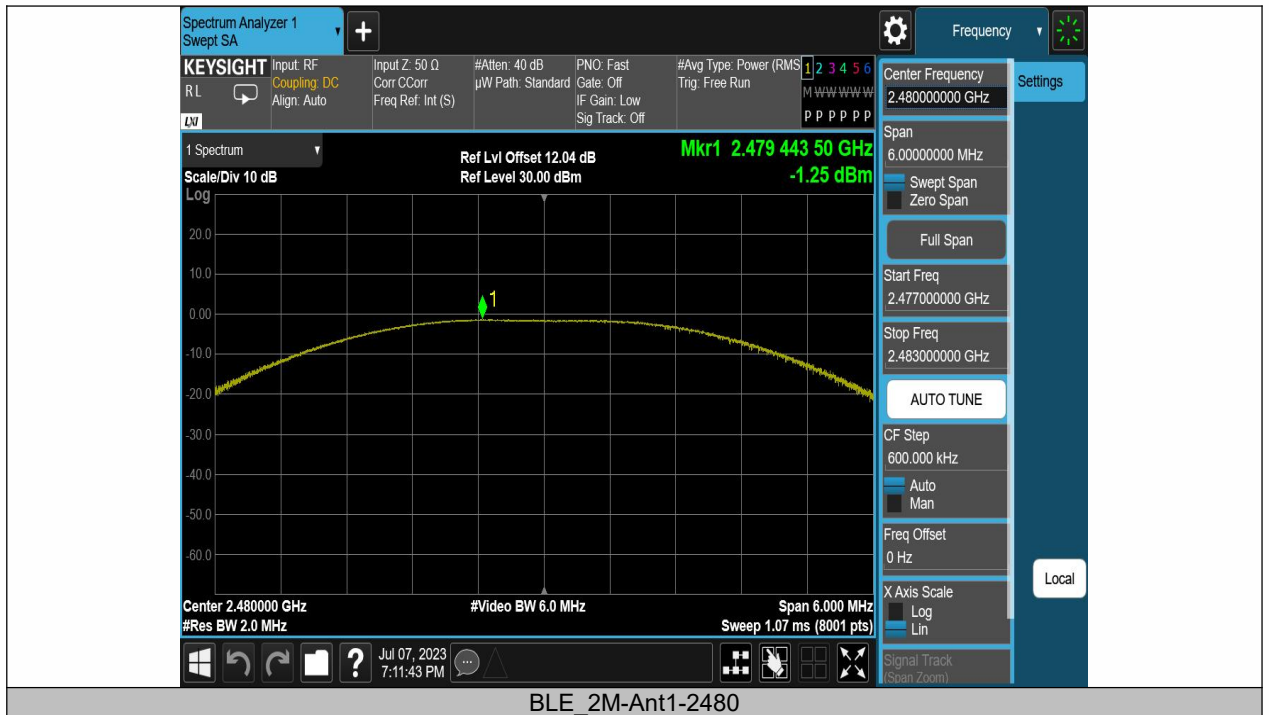 Spectrum Analyzer 1
Swept SA
+
Frequency
KEYSIGHT
RL
LXI
Input: RF
Coupling: DC
Align: Auto
Input Z: 50 Ω
Corr CCorr
Freq Ref: Int (S)
#Atten: 40 dB
µW Path: Standard
PNO: Fast
Gate: Off
IF Gain: Low
Sig Track: Off
#Avg Type: Power (RMS
Trig: Free Run
1 2 3 4 5 6
M W W W W W
P P P P P P
1 Spectrum
Scale/Div 10 dB
Ref Lvl Offset 12.04 dB
Ref Level 30.00 dBm
Mkr1 2.479 443 50 GHz
-1.25 dBm
Log
20.0
10.0
0.00
-10.0
-20.0
-30.0
-40.0
-50.0
-60.0
1
Center 2.480000 GHz
#Res BW 2.0 MHz
#Video BW 6.0 MHz
Span 6.000 MHz
Sweep 1.07 ms (8001 pts)
Center Frequency
2.480000000 GHz
Settings
Span
6.00000000 MHz
Swept Span
Zero Span
Full Span
Start Freq
2.477000000 GHz
Stop Freq
2.483000000 GHz
AUTO TUNE
CF Step
600.000 kHz
Auto
Man
Freq Offset
0 Hz
X Axis Scale
Log
Lin
Local
Signal Track
(Span Zoom)
?
Jul 07, 2023
7:11:43 PM
BLE_2M-Ant1-2480